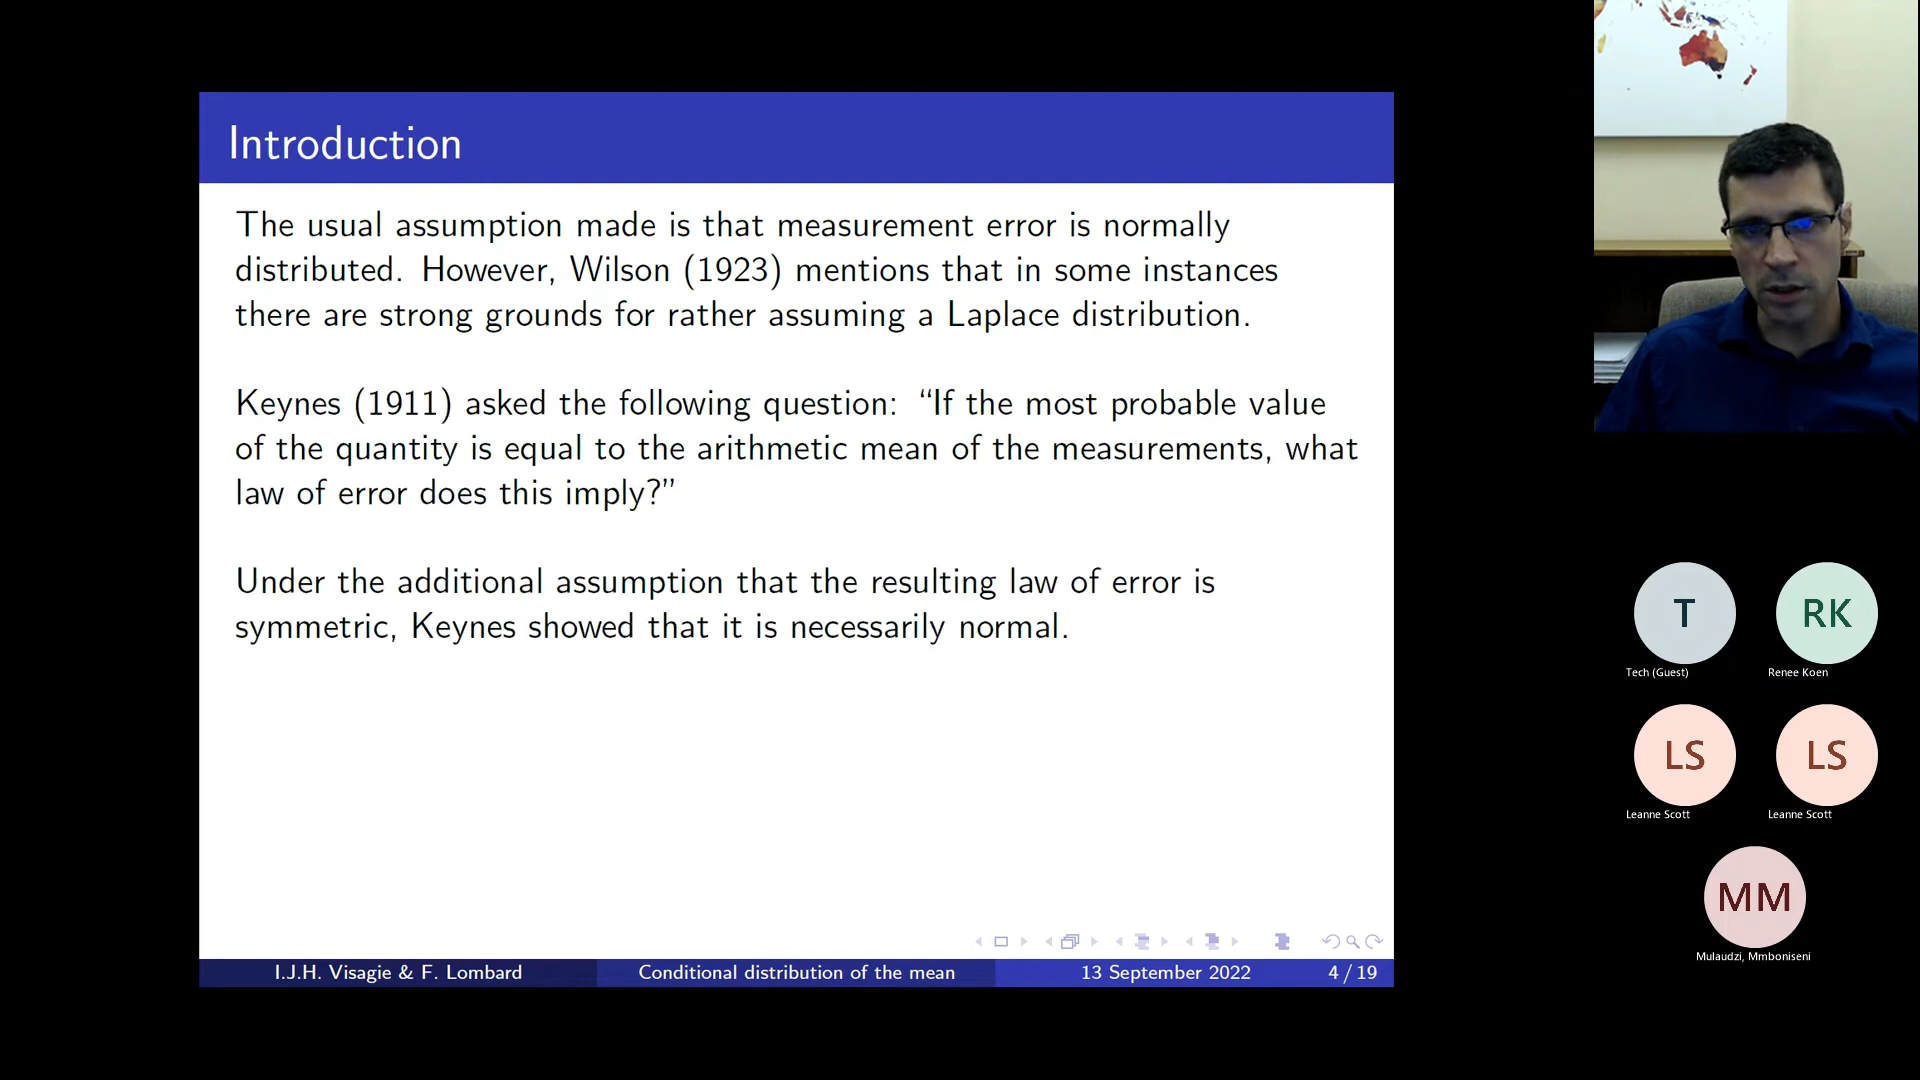 Introduction
The usual assumption made is that measurement error is normally
distributed. However, Wilson (1923) mentions that in some instances
there are strong grounds for rather assuming a Laplace distribution.
Keynes (1911) asked the following question: “If the most probable value
of the quantity is equal to the arithmetic mean of the measurements, what
law of error does this imply?”
Under the additional assumption that the resulting law of error is
symmetric, Keynes showed that it is necessarily normal.
I.J.H. Visagie & F. Lombard
Conditional distribution of the mean
13 September 2022
4 / 19
T
Tech (Guest)
RK
Renee Koen
LS
Leanne Scott
LS
Leanne Scott
MM
Mulaudzi, Mmboniseni